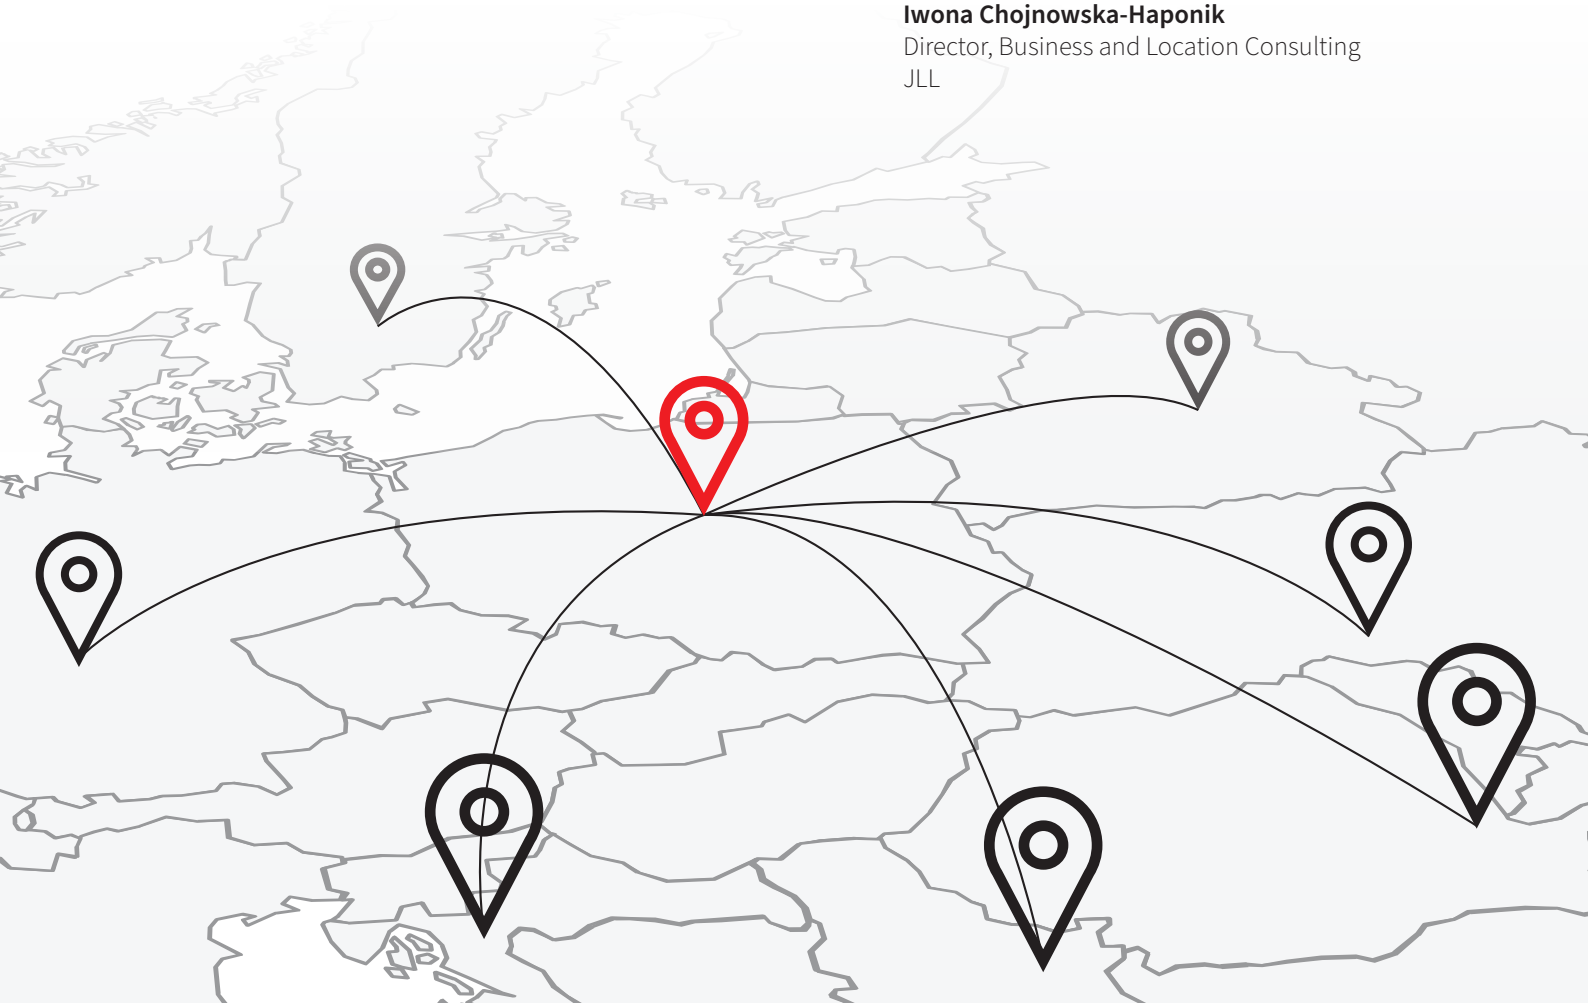 Iwona Chojnowska-Haponik
Director, Business and Location Consulting
JLL